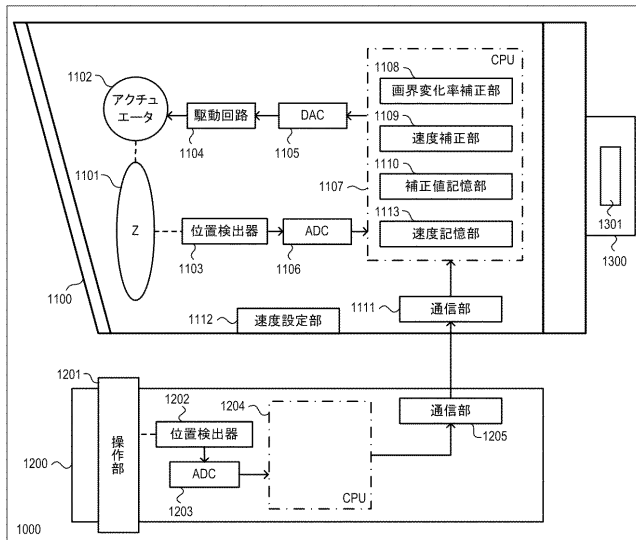 CPU
1102
1108
アクチュ
エータ
画界変化率補正部
駆動回路
DAC
1109
1104
1105
速度補正部
1110
1101
1107
補正値記憶部
1113
Z
位置検出器
ADC
速度記憶部
1301
1103
1106
1300
1100
1111
通信部
1112
速度設定部
1201
1202
1204
通信部
位置検出器
1205
操作部
1200
ADC
1203
CPU
1000